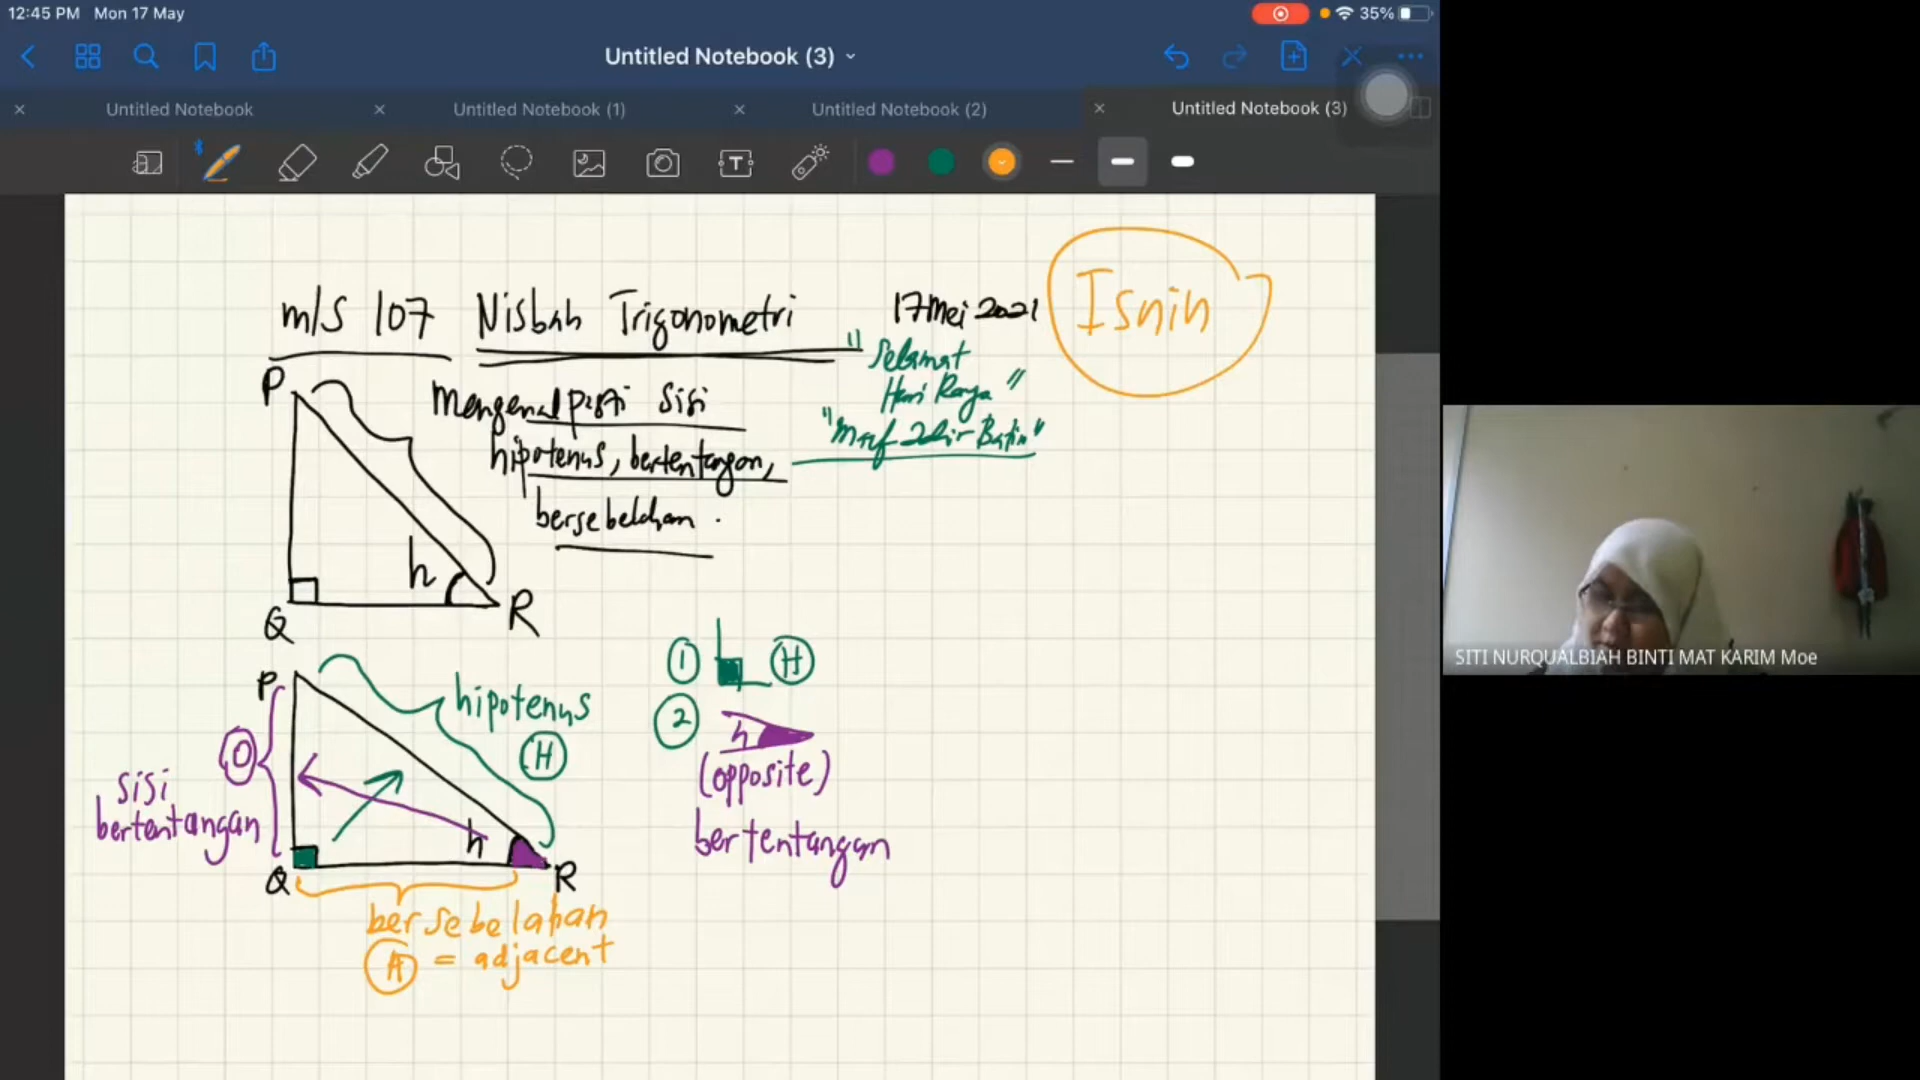 12:45 PM Mon 17 May
35%
Untitled Notebook (3)
Untitled Notebook
Untitled Notebook (1)
Untitled Notebook (2)
Untitled Notebook (3)
T
m/s 107 Nisbah Trigonometri 17 Mei 2021 Isnin
"Selamat
Hari Raya"
"Maaf Zahir Batin"
P
Mengenalpasti sisi
hipotenus, bertentangan,
bersebelahan.
h
Q R
1 H
P hipotenus
2
O H h
sisi (opposite)
bertentangan bertentangan
h
Q R
bersebelahan
A = adjacent
SITI NURQUALBIAH BINTI MAT KARIM Moe